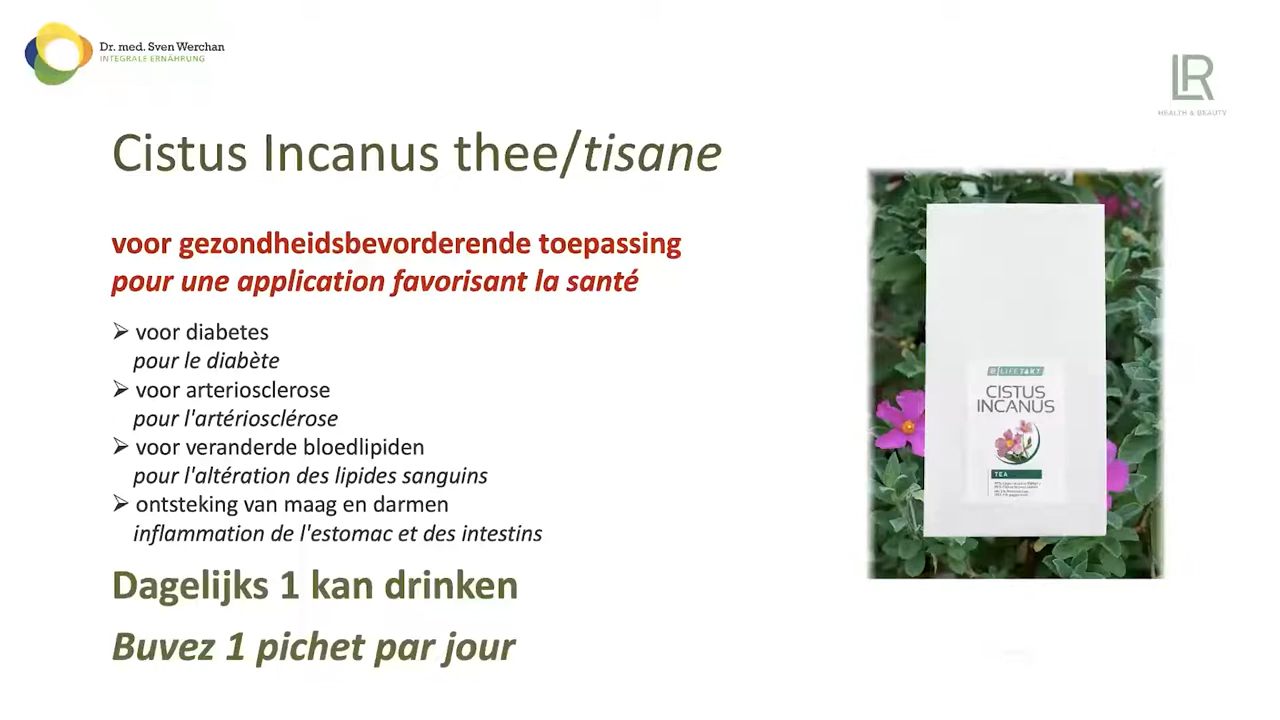 Dr. med. Sven Werchan
INTEGRALE ERNÄHRUNG
LR
HEALTH & BEAUTY
Cistus Incanus thee/tisane
voor gezondheidsbevorderende toepassing
pour une application favorisant la santé
➢ voor diabetes
pour le diabète
➢ voor arteriosclerose
pour l'artériosclérose
➢ voor veranderde bloedlipiden
pour l'altération des lipides sanguins
➢ ontsteking van maag en darmen
inflammation de l'estomac et des intestins
Dagelijks 1 kan drinken
Buvez 1 pichet par jour
LIFETAKT
CISTUS
INCANUS
TEA